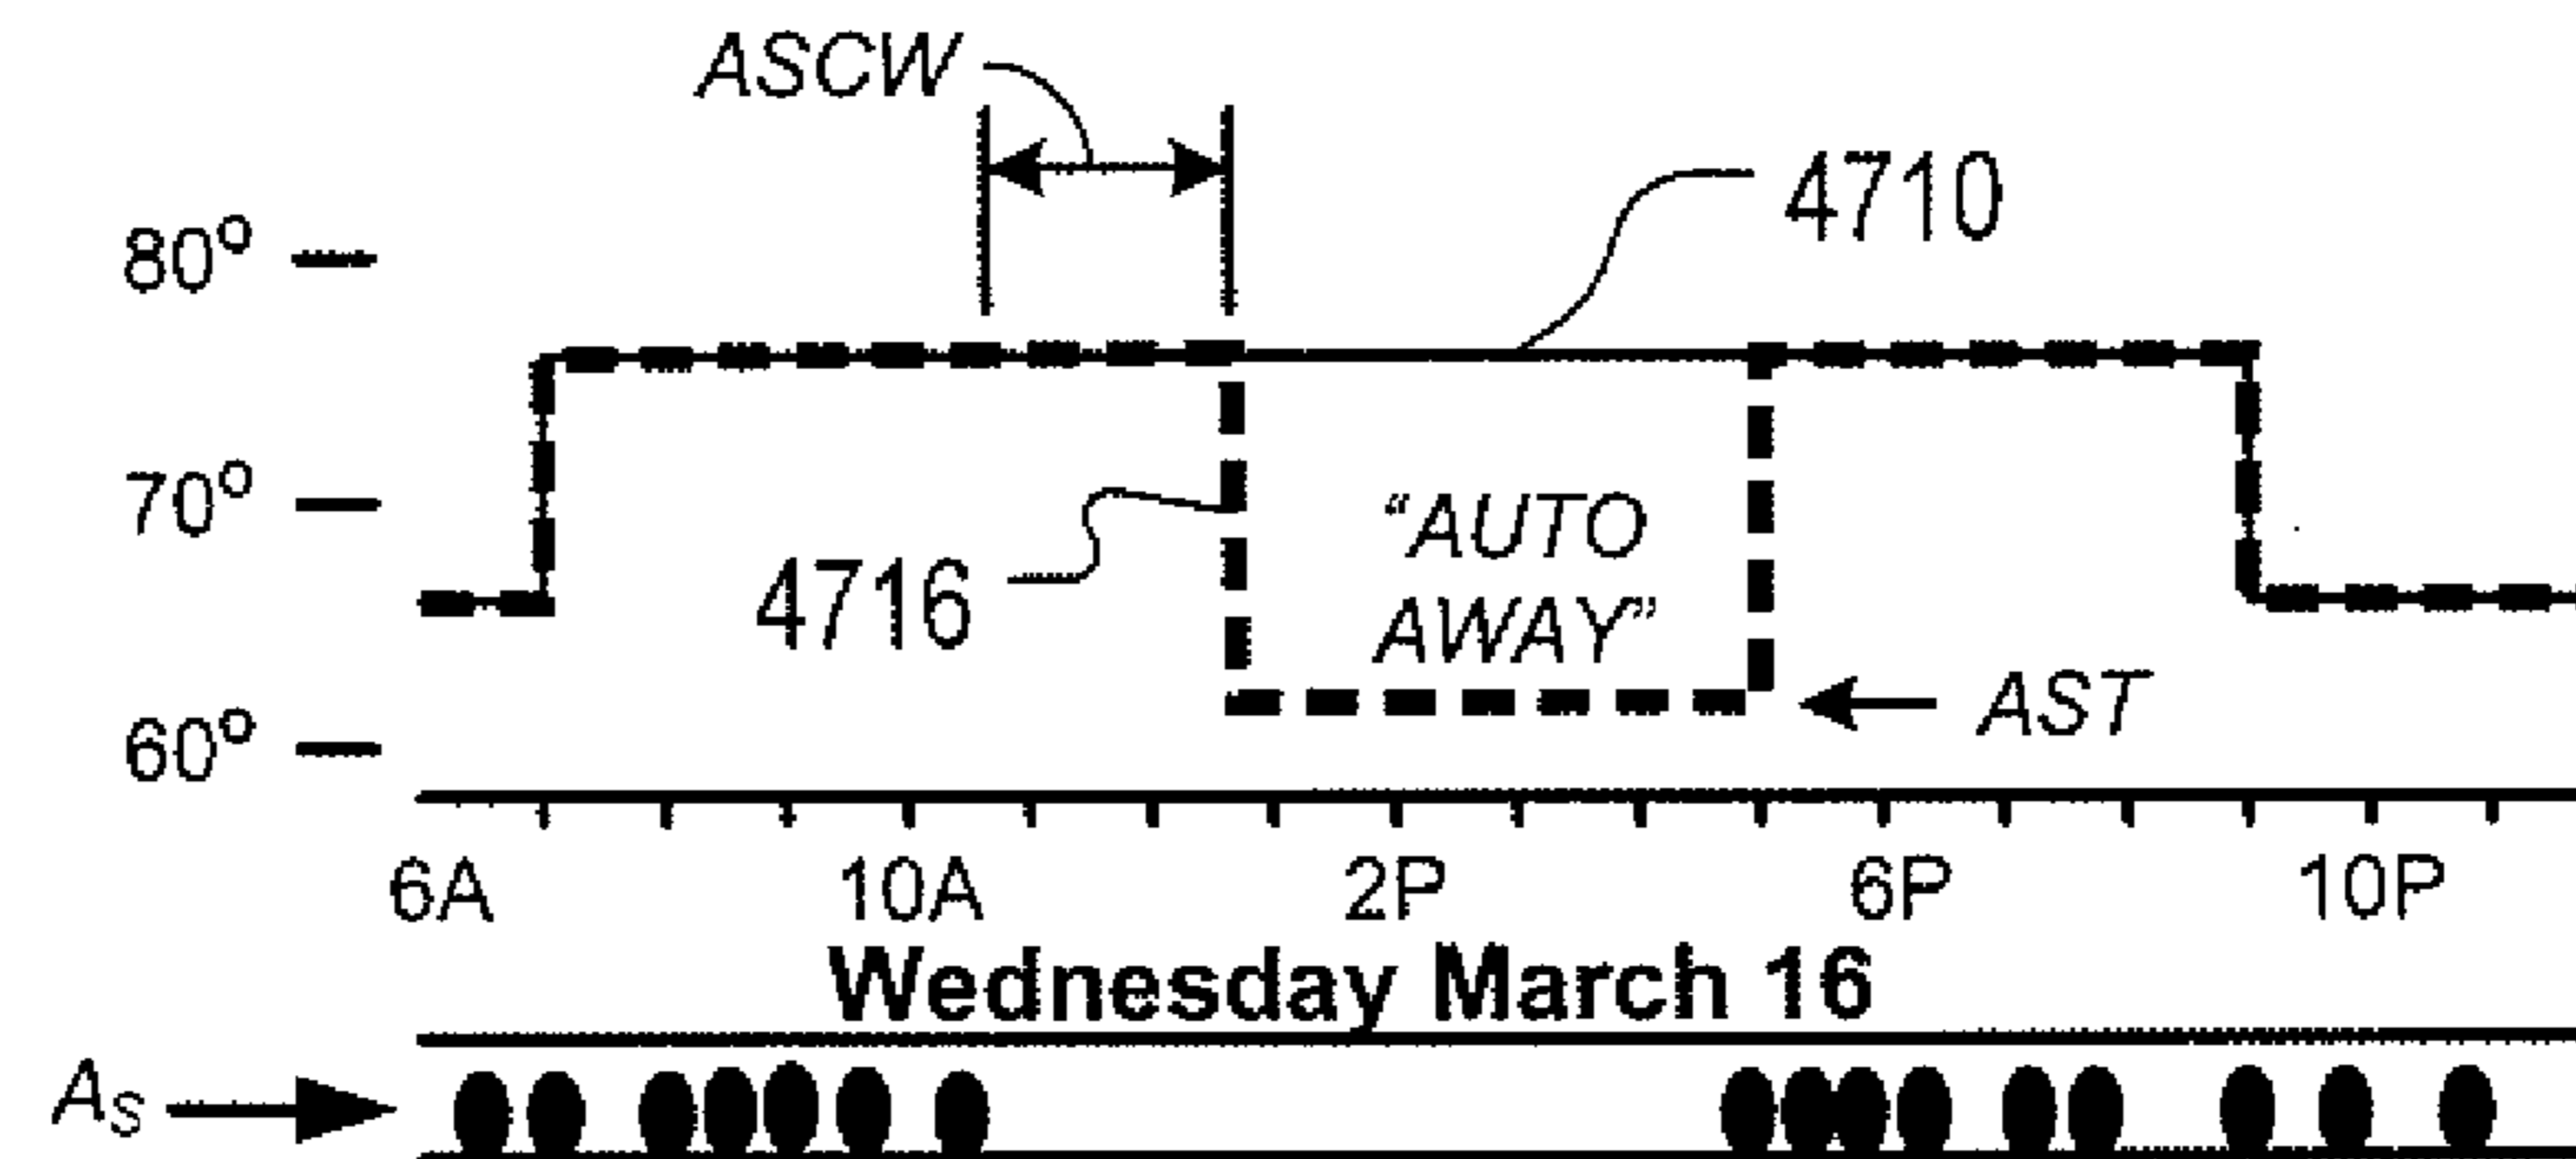 ASCW
4710
80°
70°
"AUTO
AWAY"
4716
AST
60°
6A 10A 2P 6P 10P
Wednesday March 16
As